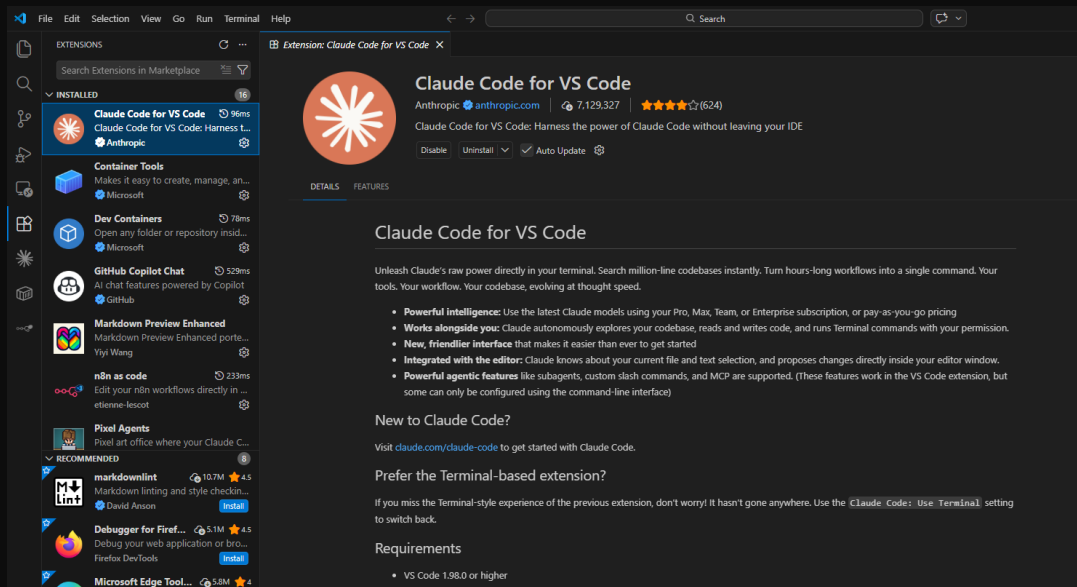 File Edit Selection View Go Run Terminal Help
Search
EXTENSIONS
Search Extensions in Marketplace
INSTALLED 16
Claude Code for VS Code 96ms
Claude Code for VS Code: Harness t...
Anthropic
Container Tools
Makes it easy to create, manage, an...
Microsoft
Dev Containers 78ms
Open any folder or repository insid...
Microsoft
GitHub Copilot Chat 529ms
AI chat features powered by Copilot
GitHub
Markdown Preview Enhanced
Markdown Preview Enhanced porte...
Yiyi Wang
n8n as code 233ms
Edit your n8n workflows directly in ...
etienne-lescot
Pixel Agents
Pixel art office where your Claude C...
RECOMMENDED 8
markdownlint 10.7M 4.5
Markdown linting and style checkin...
David Anson Install
Debugger for Firef... 5.1M 4.5
Debug your web application or bro...
Firefox DevTools Install
Microsoft Edge Tool... 5.8M 4
M
Lint
Extension: Claude Code for VS Code
Claude Code for VS Code
Anthropic anthropic.com 7,129,327 (624)
Claude Code for VS Code: Harness the power of Claude Code without leaving your IDE
Disable Uninstall Auto Update
DETAILS FEATURES
Claude Code for VS Code
Unleash Claude's raw power directly in your terminal. Search million-line codebases instantly. Turn hours-long workflows into a single command. Your
tools. Your workflow. Your codebase, evolving at thought speed.
• Powerful intelligence: Use the latest Claude models using your Pro, Max, Team, or Enterprise subscription, or pay-as-you-go pricing
• Works alongside you: Claude autonomously explores your codebase, reads and writes code, and runs Terminal commands with your permission.
• New, friendlier interface that makes it easier than ever to get started
• Integrated with the editor: Claude knows about your current file and text selection, and proposes changes directly inside your editor window.
• Powerful agentic features like subagents, custom slash commands, and MCP are supported. (These features work in the VS Code extension, but
some can only be configured using the command-line interface)
New to Claude Code?
Visit claude.com/claude-code to get started with Claude Code.
Prefer the Terminal-based extension?
If you miss the Terminal-style experience of the previous extension, don't worry! It hasn't gone anywhere. Use the Claude Code: Use Terminal setting
to switch back.
Requirements
• VS Code 1.98.0 or higher